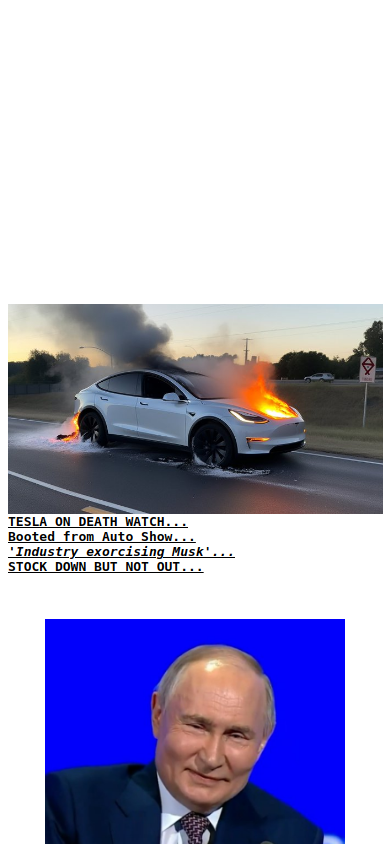 TESLA ON DEATH WATCH...
Booted from Auto Show...
'Industry exorcising Musk'...
STOCK DOWN BUT NOT OUT...